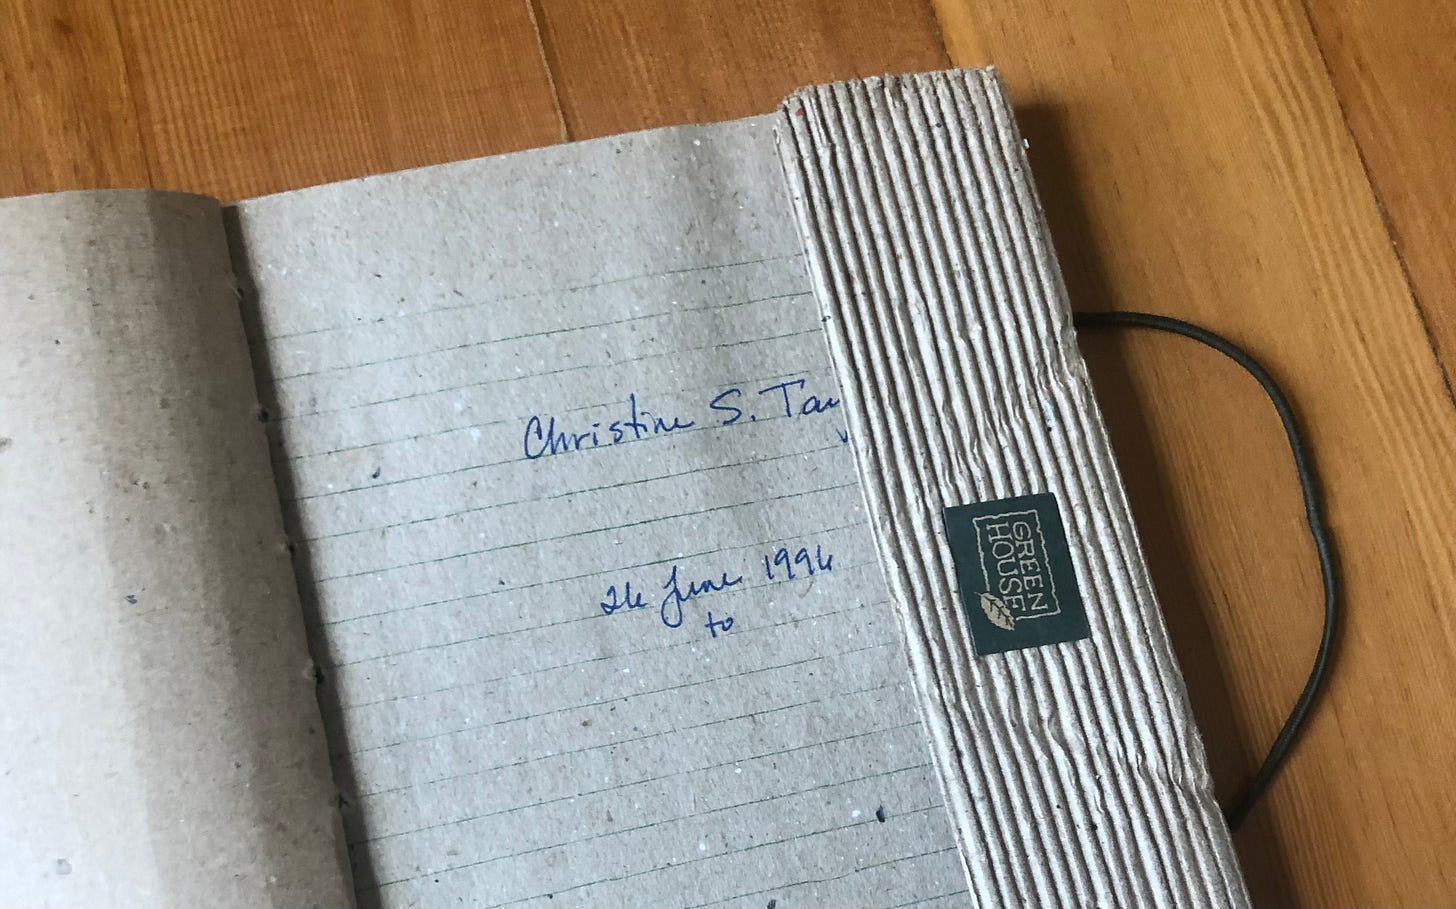 Christine S.
26 June 1996
to
GREEN
HOUSE